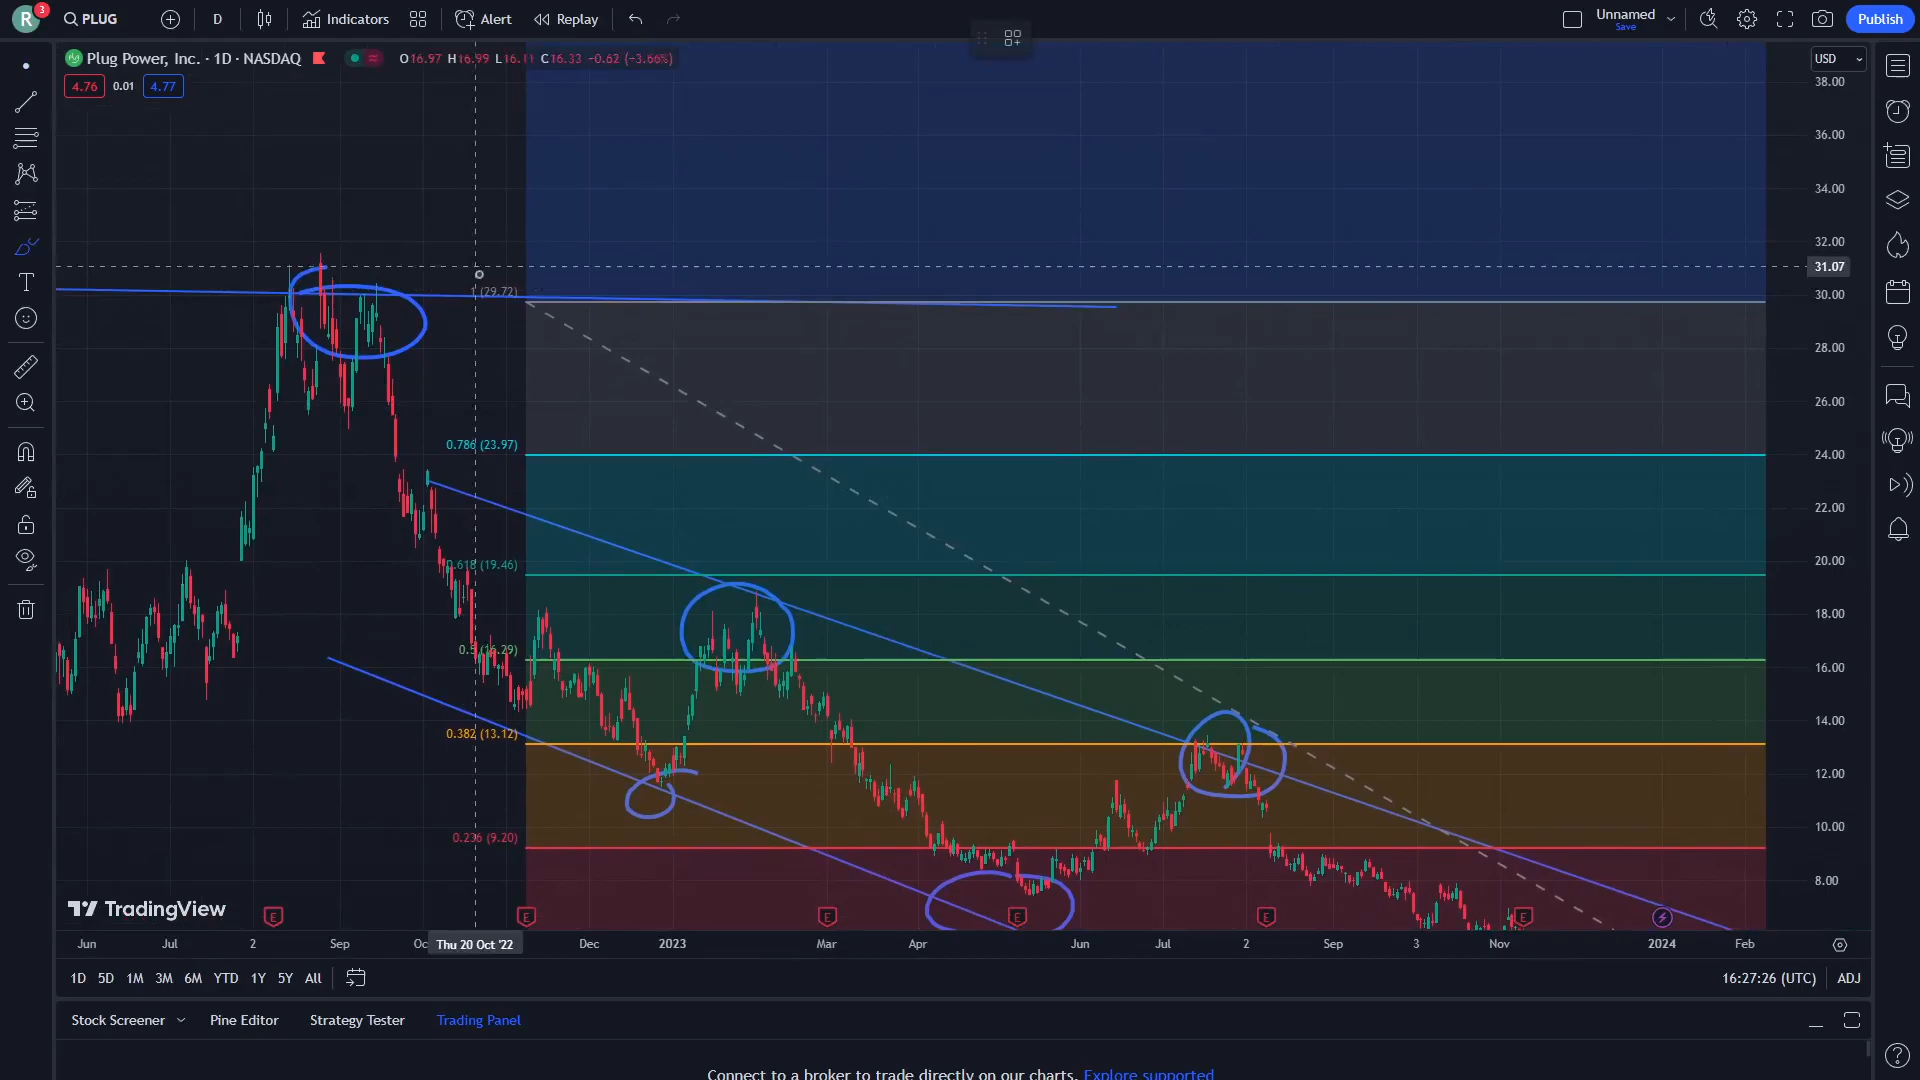 R 3 PLUG D Indicators Alert Replay Unnamed Save Publish
Plug Power, Inc. · 1D · NASDAQ O16.97 H16.99 L16.11 C16.33 -0.62 (-3.66%) USD
4.76 0.01 4.77
38.00
36.00
34.00
32.00
31.07
1 (29.72) 30.00
28.00
26.00
0.786 (23.97) 24.00
22.00
0.618 (19.46) 20.00
18.00
0.5 (16.29) 16.00
0.382 (13.12) 14.00
12.00
0.236 (9.20) 10.00
8.00
TradingView E E E E E E
Jun Jul 2 Sep Oc Thu 20 Oct '22 Dec 2023 Mar Apr Jun Jul 2 Sep 3 Nov 2024 Feb
1D 5D 1M 3M 6M YTD 1Y 5Y All 16:27:26 (UTC) ADJ
Stock Screener Pine Editor Strategy Tester Trading Panel
Connect to a broker to trade directly on our charts. Explore supported